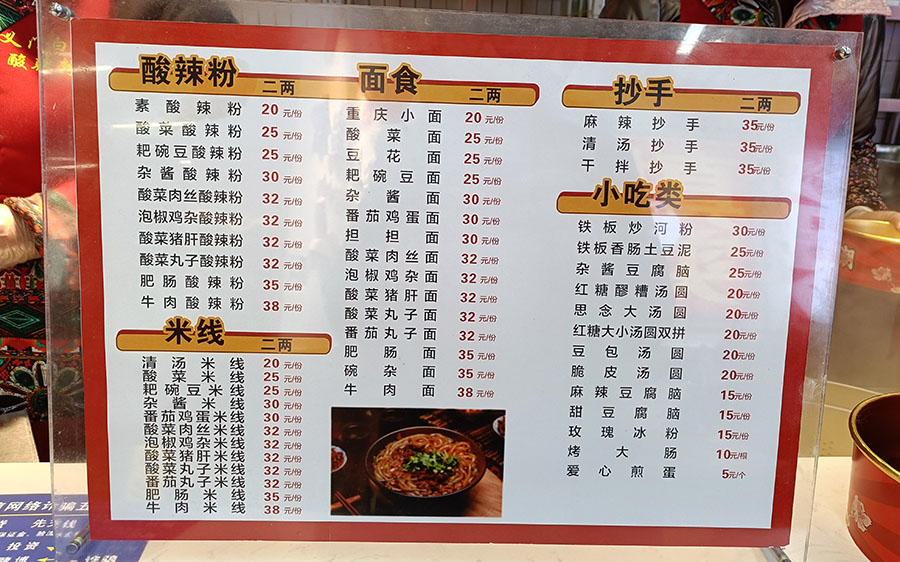 酸辣粉 二两
素酸辣粉 20元/份
酸菜酸辣粉 25元/份
耙碗豆酸辣粉 25元/份
杂酱酸辣粉 30元/份
酸菜肉丝酸辣粉 32元/份
泡椒鸡杂酸辣粉 32元/份
酸菜猪肝酸辣粉 32元/份
酸菜丸子酸辣粉 32元/份
肥肠酸辣粉 35元/份
牛肉酸辣粉 38元/份
米线 二两
清汤米线 20元/份
酸菜米线 25元/份
耙碗豆米线 25元/份
杂酱米线 30元/份
番茄鸡蛋米线 30元/份
酸菜肉丝米线 32元/份
泡椒鸡杂米线 32元/份
酸菜猪肝米线 32元/份
酸菜丸子米线 32元/份
番茄丸子米线 32元/份
肥肠米线 35元/份
牛肉米线 38元/份
面食 二两
重庆小面 20元/份
酸菜面 25元/份
豆花面 25元/份
耙碗豆面 25元/份
杂酱面 30元/份
番茄鸡蛋面 30元/份
担担面 30元/份
酸菜肉丝面 32元/份
泡椒鸡杂面 32元/份
酸菜猪肝面 32元/份
酸菜丸子面 32元/份
番茄丸子面 32元/份
肥肠面 35元/份
碗杂面 35元/份
牛肉面 38元/份
抄手 二两
麻辣抄手 35元/份
清汤抄手 35元/份
干拌抄手 35元/份
小吃类
铁板炒河粉 30元/份
铁板香肠土豆泥 25元/份
杂酱豆腐脑 25元/份
红糖醪糟汤圆 20元/份
思念大汤圆 20元/份
红糖大小汤圆双拼 20元/份
豆包汤圆 20元/份
脆皮汤圆 20元/份
麻辣豆腐脑 15元/份
甜豆腐脑 15元/份
玫瑰冰粉 15元/份
烤大肠 10元/根
爱心煎蛋 5元/个
投资